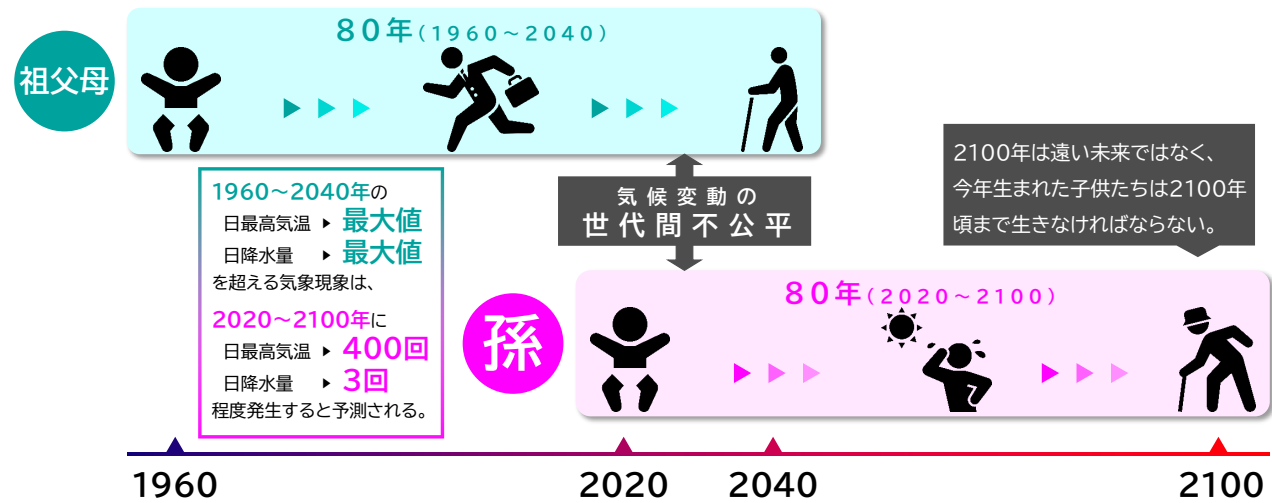 80年(1960～2040)
祖父母
2100年は遠い未来ではなく、
今年生まれた子供たちは2100年
頃まで生きなければならない。
1960～2040年の
日最高気温 ▶ 最大値
日降水量 ▶ 最大値
を超える気象現象は、
2020～2100年に
日最高気温 ▶ 400回
日降水量 ▶ 3回
程度発生すると予測される。
気候変動の
世代間不公平
80年(2020～2100)
孫
1960
2020
2040
2100